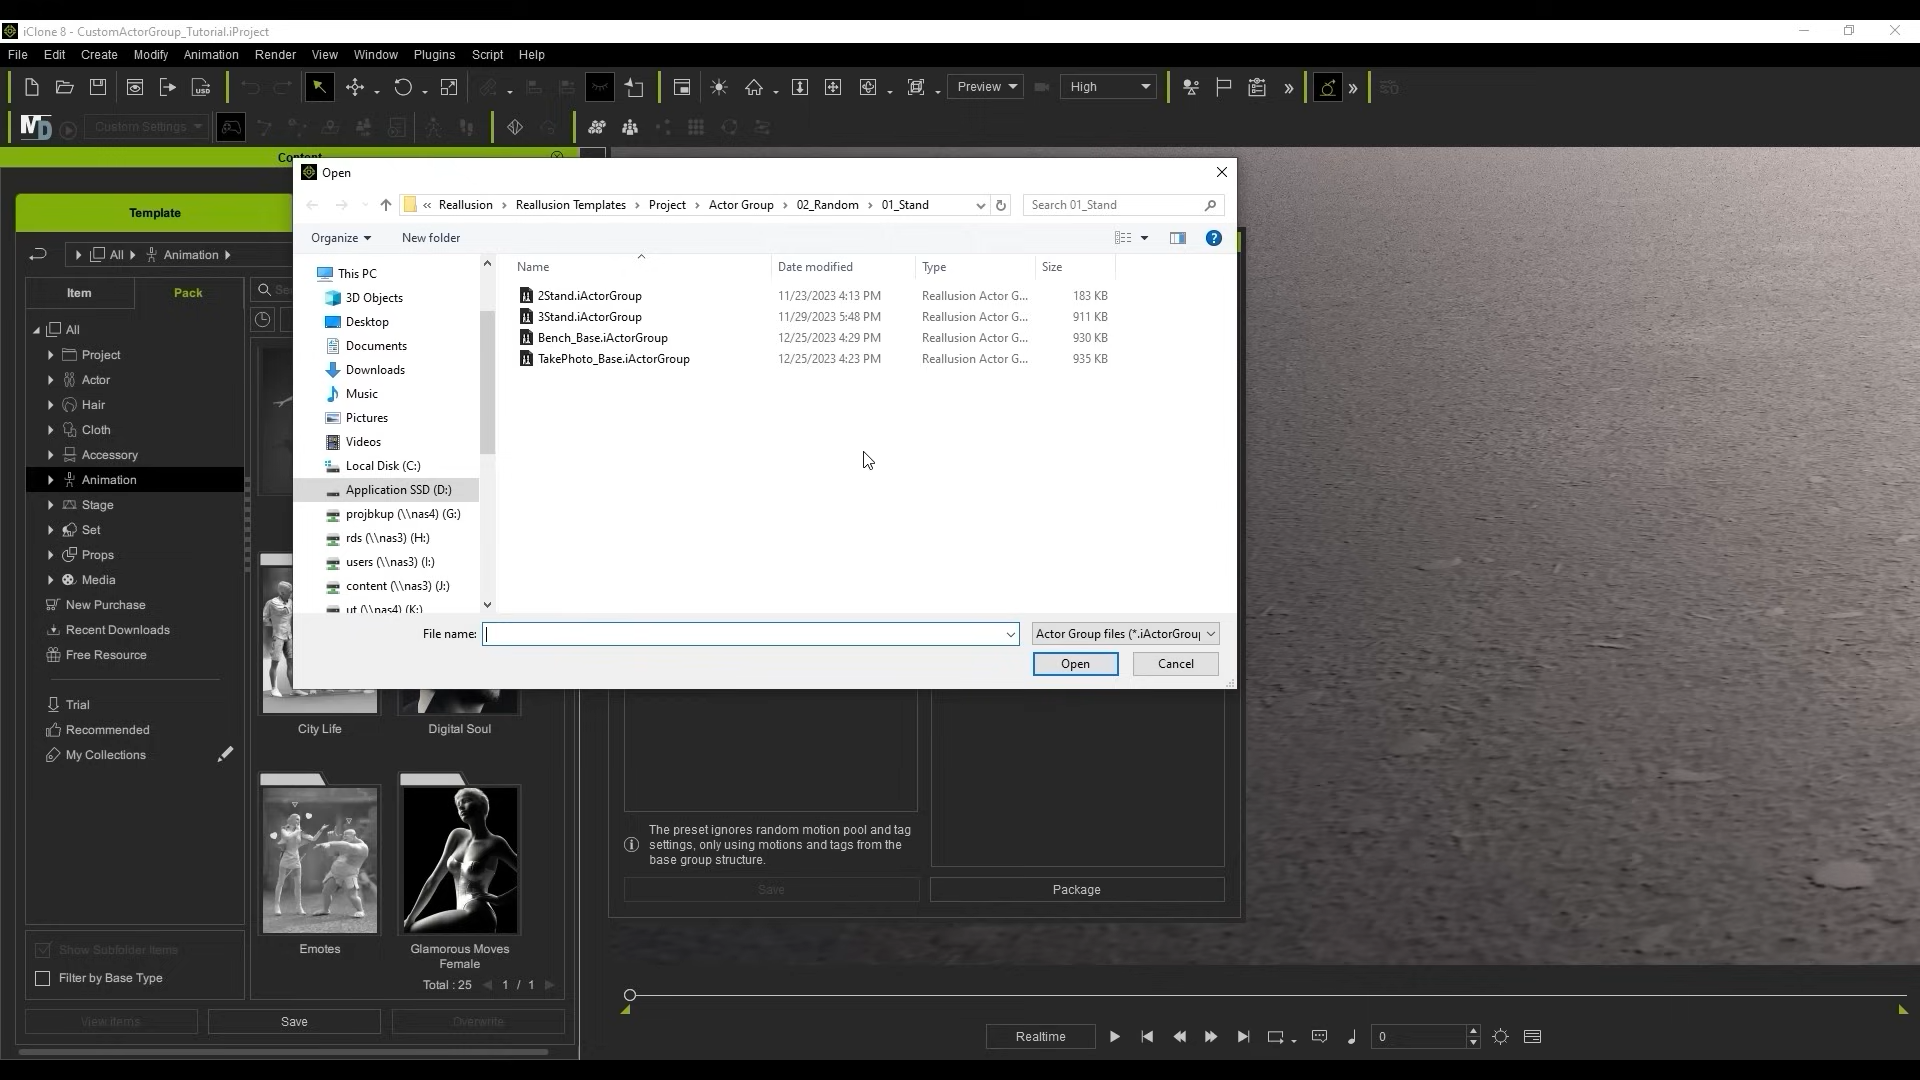 iClone 8 - CustomActorGroup_Tutorial.iProject
File Edit Create Modify Animation Render View Window Plugins Script Help
Preview High
MD Custom Settings
Content
Template
All Animation
Item Pack
All
Project
Actor
Hair
Cloth
Accessory
Animation
Stage
Set
Props
Media
New Purchase
Recent Downloads
Free Resource
Trial
Recommended
My Collections
Show Subfolder Items
Filter by Base Type
View Items Save Overwrite
City Life Digital Soul
Emotes Glamorous Moves
Female
Total : 25 1 / 1
Open
« Reallusion › Reallusion Templates › Project › Actor Group › 02_Random › 01_Stand
Search 01_Stand
Organize New folder
This PC
3D Objects
Desktop
Documents
Downloads
Music
Pictures
Videos
Local Disk (C:)
Application SSD (D:)
projbkup (\\nas4) (G:)
rds (\\nas3) (H:)
users (\\nas3) (I:)
content (\\nas3) (J:)
ut (\\nas4) (K:)
Name Date modified Type Size
2Stand.iActorGroup 11/23/2023 4:13 PM Reallusion Actor G... 183 KB
3Stand.iActorGroup 11/29/2023 5:48 PM Reallusion Actor G... 911 KB
Bench_Base.iActorGroup 12/25/2023 4:29 PM Reallusion Actor G... 930 KB
TakePhoto_Base.iActorGroup 12/25/2023 4:23 PM Reallusion Actor G... 935 KB
File name: Actor Group files (*.iActorGroup
Open Cancel
The preset ignores random motion pool and tag
settings, only using motions and tags from the
base group structure.
Save Package
Realtime 0